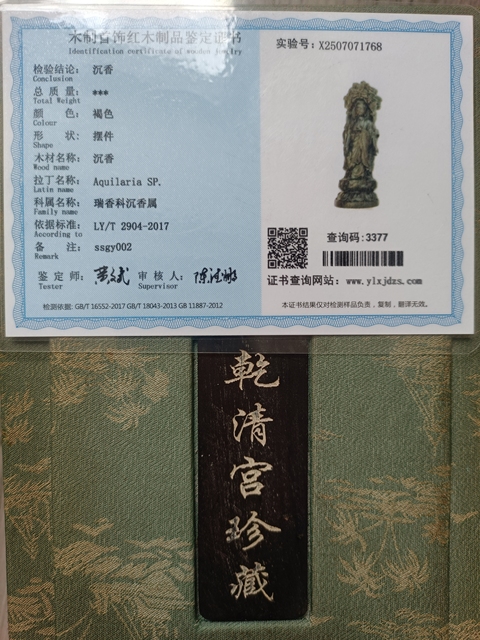 木制首饰红木制品鉴定证书
Identification certificate of wooden jewelry
实验号: X2507071768
检验结论: 沉香
Conclusion
总 质 量: ***
Total Weight
颜 色: 褐色
Colour
形 状: 摆件
Shape
木材名称: 沉香
Wood name
拉丁名称: Aquilaria SP.
Latin name
科属名称: 瑞香科沉香属
Family name
依据标准: LY/T 2904-2017
According to
备 注: ssgy002
Remark
鉴 定 师:
Tester
审 核 人:
Supervisor
查询码: 3377
证书查询网站: www.ylxjdzs.com
检测依据: GB/T 16552-2017 GB/T 18043-2013 GB 11887-2012
本证书结果仅对检测样品负责, 复制, 翻译无效。
乾清宫珍藏